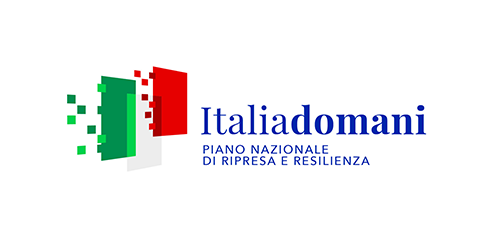 Italiadomani
PIANO NAZIONALE
DI RIPRESA E RESILIENZA